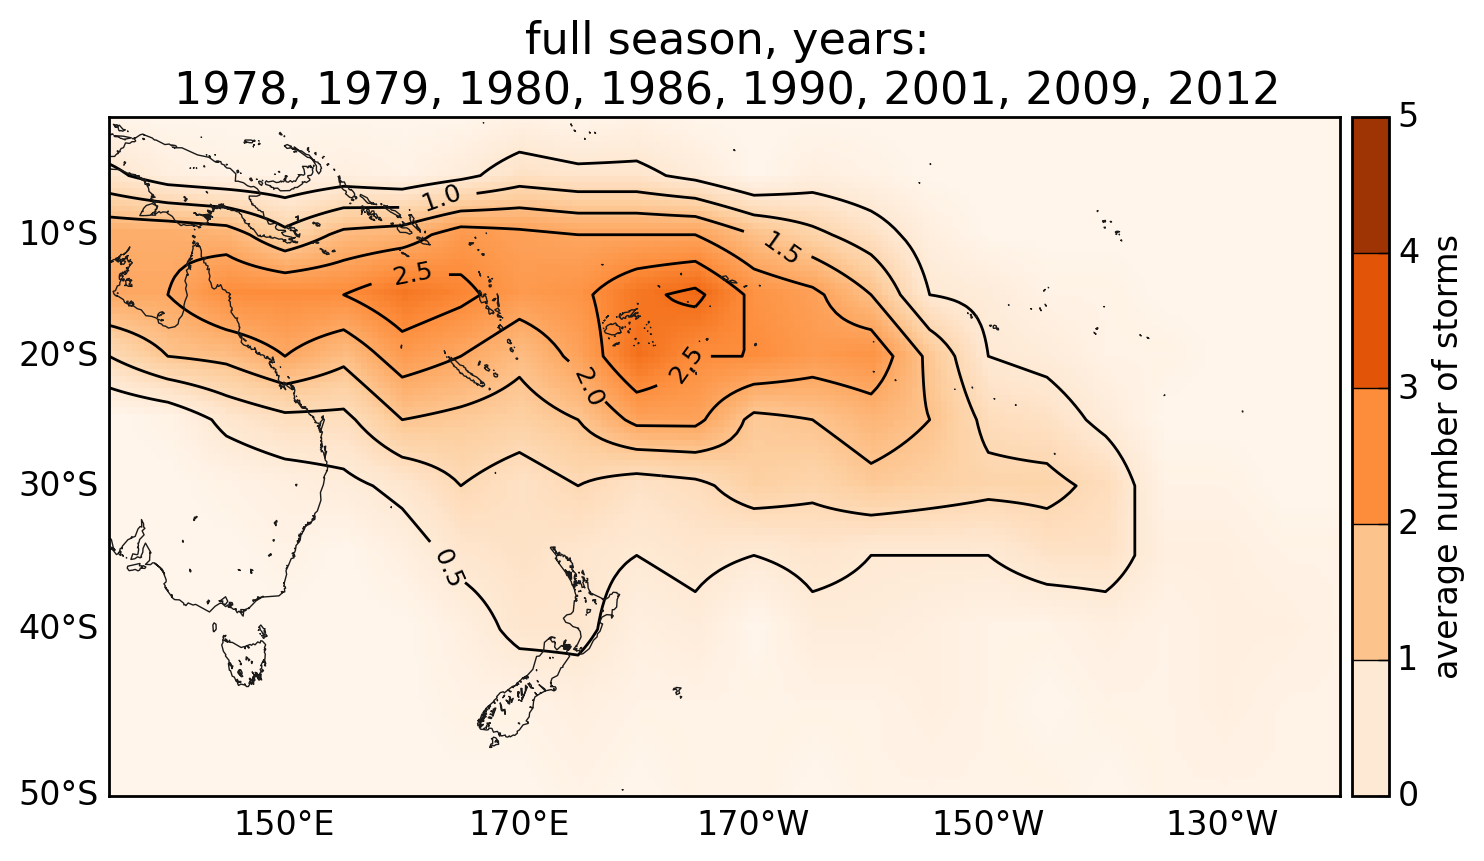 full season, years:
1978, 1979, 1980, 1986, 1990, 2001, 2009, 2012
5
4
3
2
1
0
average number of storms
10°S
20°S
30°S
40°S
50°S
150°E
170°E
170°W
150°W
130°W
1.0
1.5
2.5
2.0
2.5
0.5